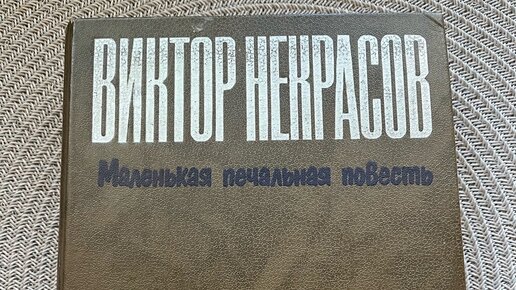 ВИКТОР НЕКРАСОВ
Маленькая печальная повесть